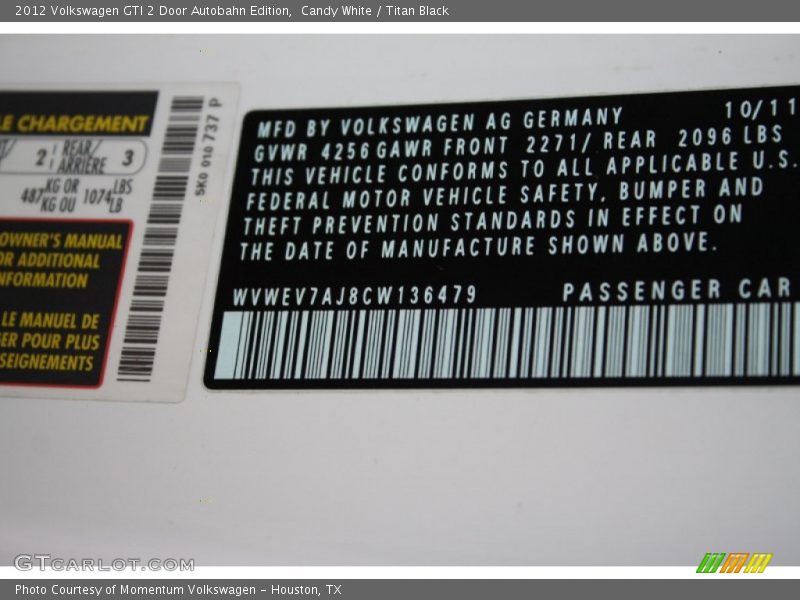 2012 Volkswagen GTI 2 Door Autobahn Edition,  Candy White / Titan Black
LE CHARGEMENT
2 REAR/ARRIÈRE 3
487 KG OR KG OU 1074 LBS LB
OWNER'S MANUAL
OR ADDITIONAL
NFORMATION
LE MANUEL DE
ER POUR PLUS
SEIGNEMENTS
5K0 010 737 P
MFD BY VOLKSWAGEN AG GERMANY 10/11
GVWR 4256 GAWR FRONT 2271/ REAR 2096 LBS
THIS VEHICLE CONFORMS TO ALL APPLICABLE U.S.
FEDERAL MOTOR VEHICLE SAFETY, BUMPER AND
THEFT PREVENTION STANDARDS IN EFFECT ON
THE DATE OF MANUFACTURE SHOWN ABOVE.
WVWEV7AJ8CW136479 PASSENGER CAR
GTCARLOT.COM
Photo Courtesy of Momentum Volkswagen - Houston, TX